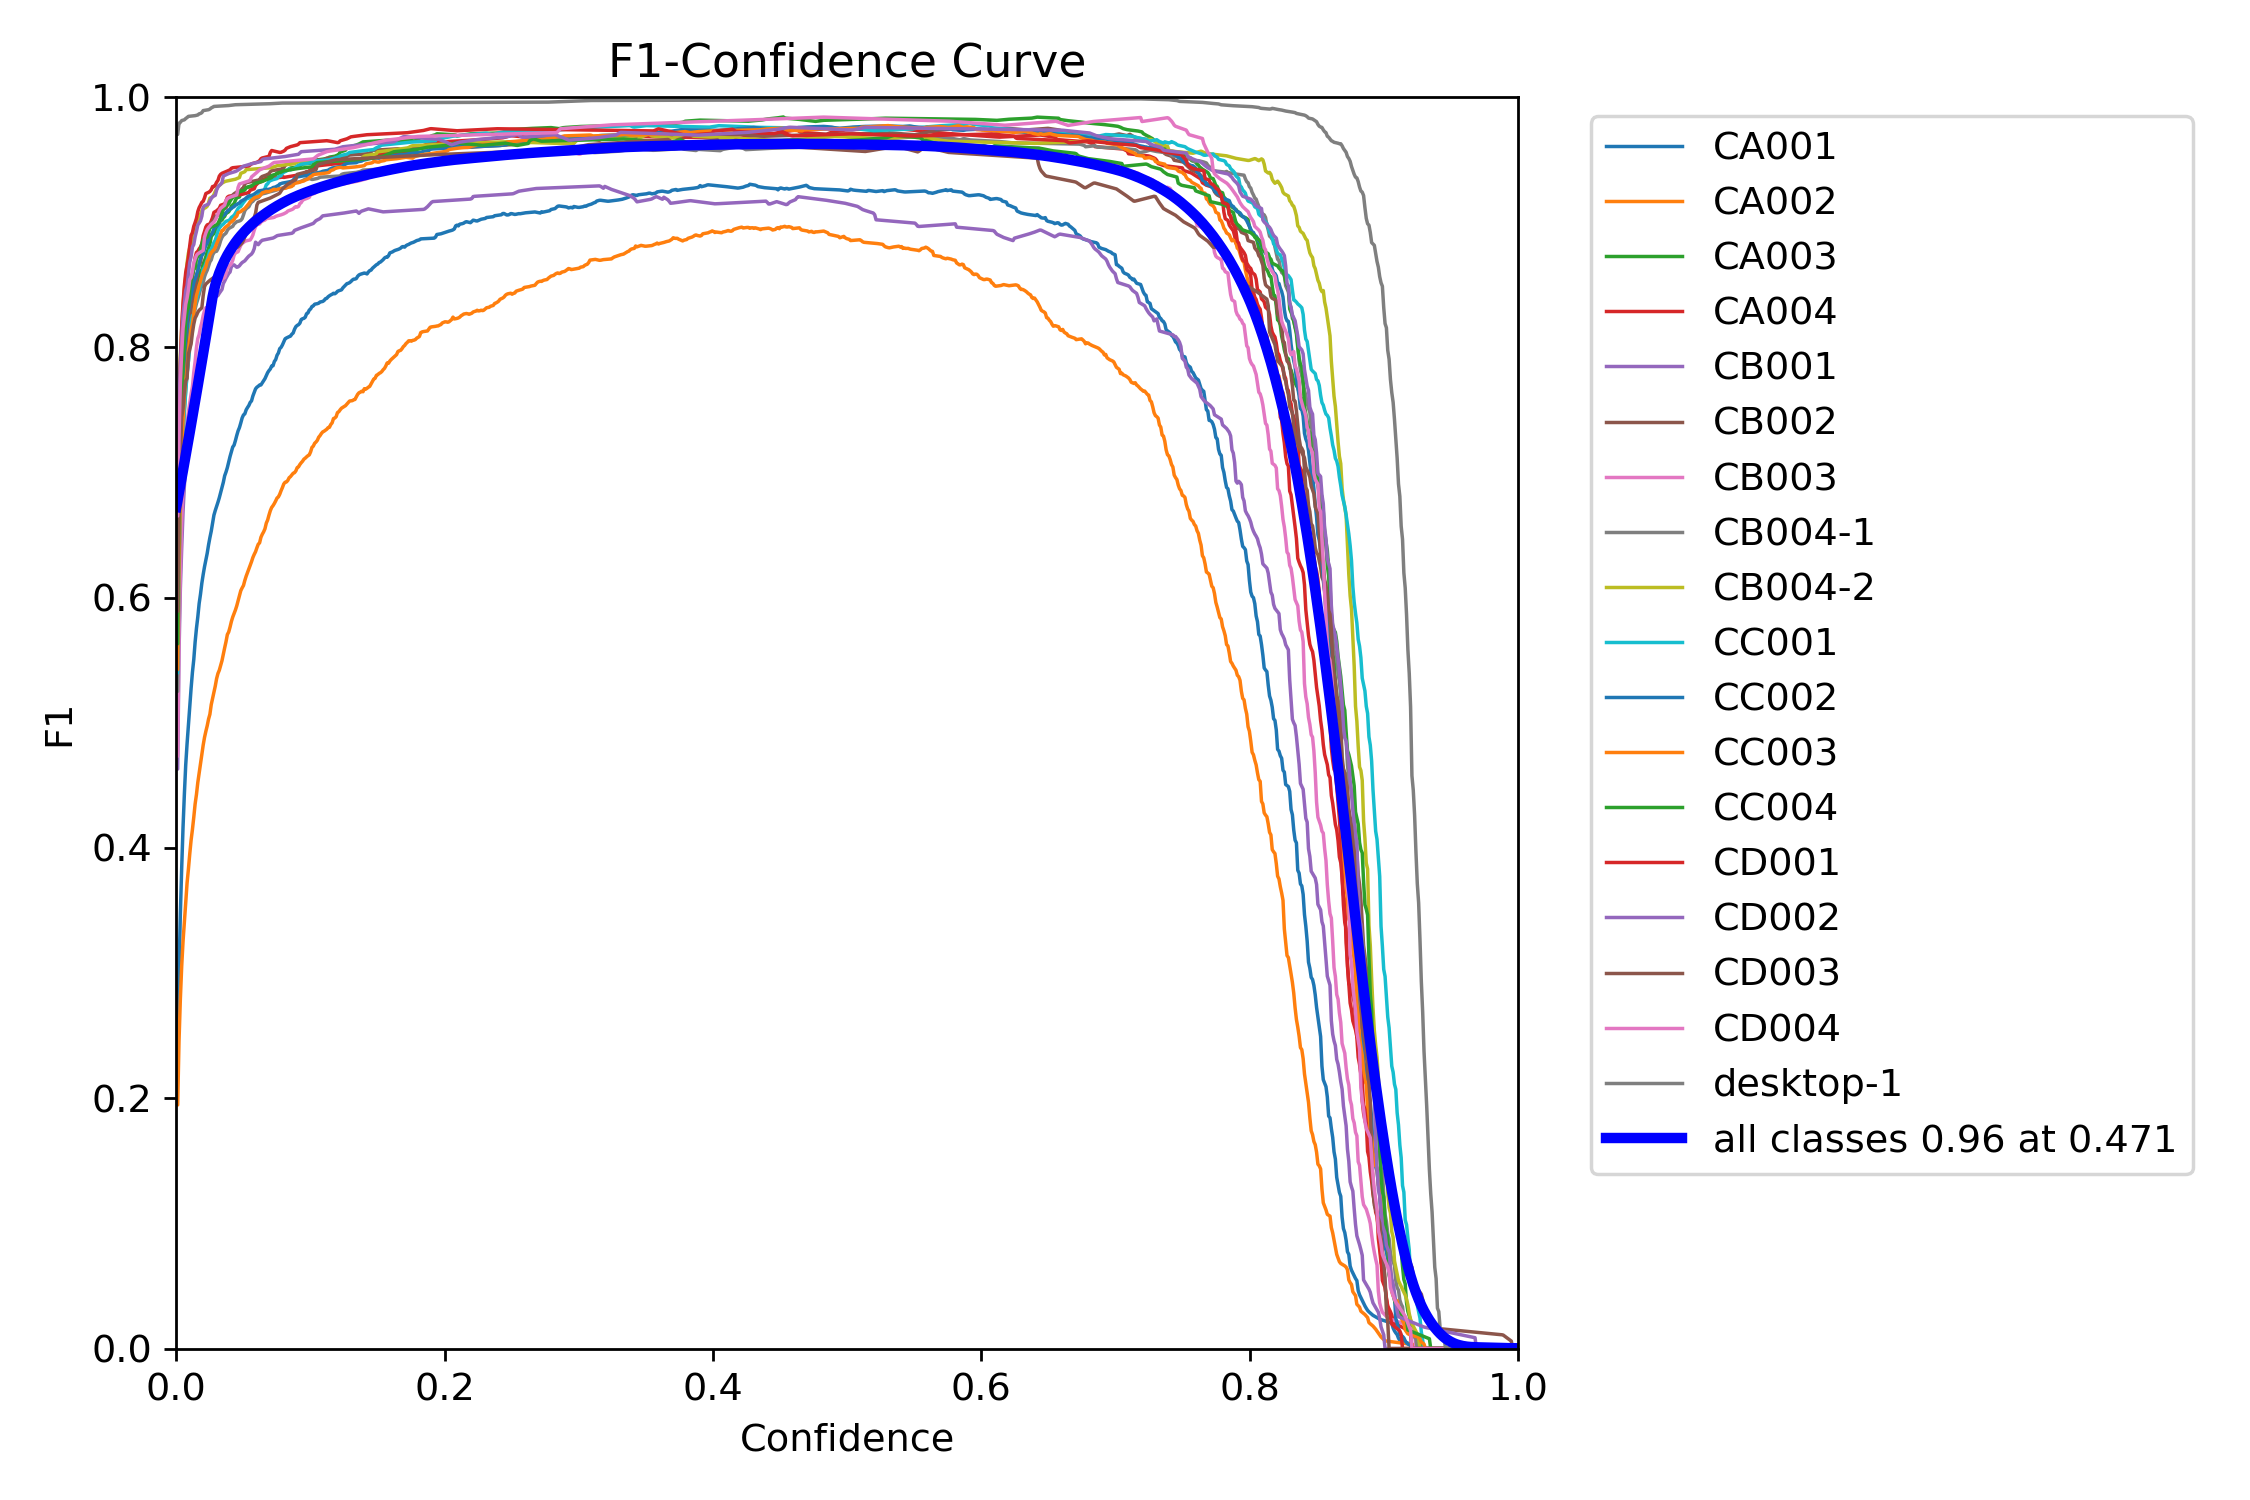 F1-Confidence Curve
1.0
0.8
0.6
0.4
0.2
0.0
F1
0.0 0.2 0.4 0.6 0.8 1.0
Confidence
CA001
CA002
CA003
CA004
CB001
CB002
CB003
CB004-1
CB004-2
CC001
CC002
CC003
CC004
CD001
CD002
CD003
CD004
desktop-1
all classes 0.96 at 0.471